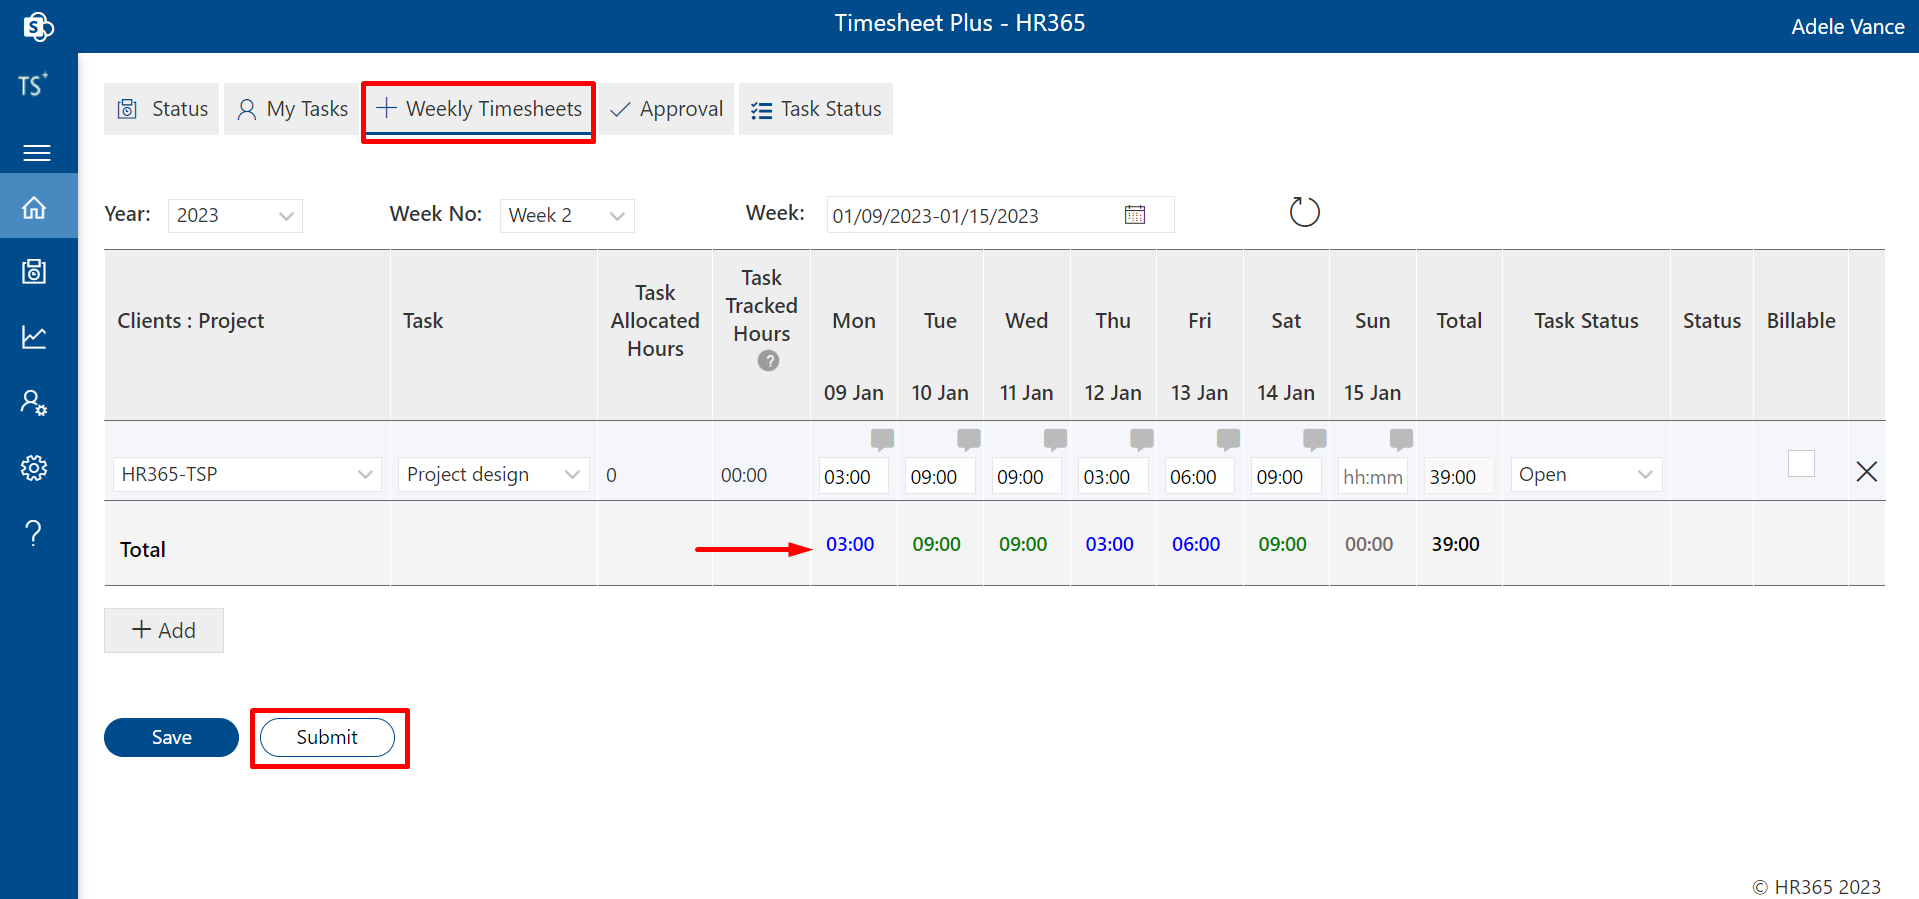 Timesheet Plus - HR365
Adele Vance
TS+
Status
My Tasks
Weekly Timesheets
Approval
Task Status
Year: 2023 Week No: Week 2 Week: 01/09/2023-01/15/2023
Clients : Project
Task
Task
Allocated
Hours
Task
Tracked
Hours
?
Mon
09 Jan
Tue
10 Jan
Wed
11 Jan
Thu
12 Jan
Fri
13 Jan
Sat
14 Jan
Sun
15 Jan
Total
Task Status
Status
Billable
HR365-TSP Project design 0 00:00 03:00 09:00 09:00 03:00 06:00 09:00 hh:mm 39:00 Open
Total 03:00 09:00 09:00 03:00 06:00 09:00 00:00 39:00
Add
Save
Submit
© HR365 2023